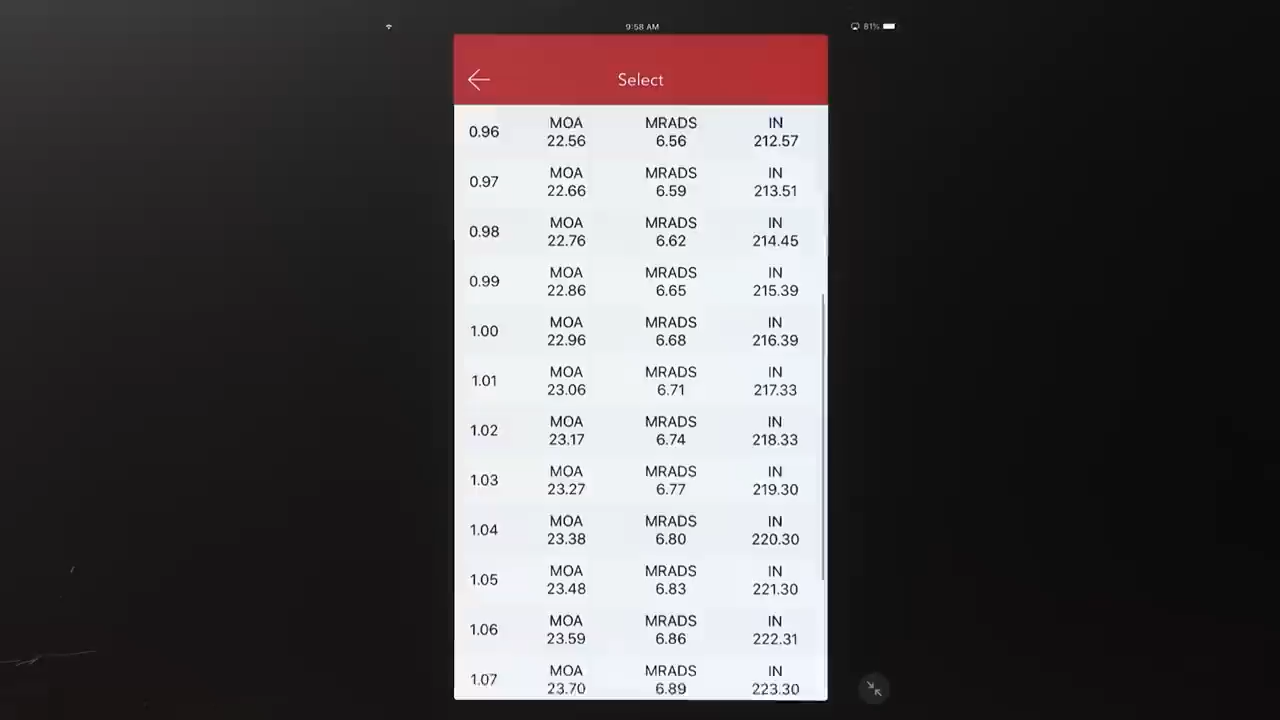 9:58 AM
81%
Select
MOA MRADS IN
0.96 22.56 6.56 212.57
MOA MRADS IN
0.97 22.66 6.59 213.51
MOA MRADS IN
0.98 22.76 6.62 214.45
MOA MRADS IN
0.99 22.86 6.65 215.39
MOA MRADS IN
1.00 22.96 6.68 216.39
MOA MRADS IN
1.01 23.06 6.71 217.33
MOA MRADS IN
1.02 23.17 6.74 218.33
MOA MRADS IN
1.03 23.27 6.77 219.30
MOA MRADS IN
1.04 23.38 6.80 220.30
MOA MRADS IN
1.05 23.48 6.83 221.30
MOA MRADS IN
1.06 23.59 6.86 222.31
MOA MRADS IN
1.07 23.70 6.89 223.30